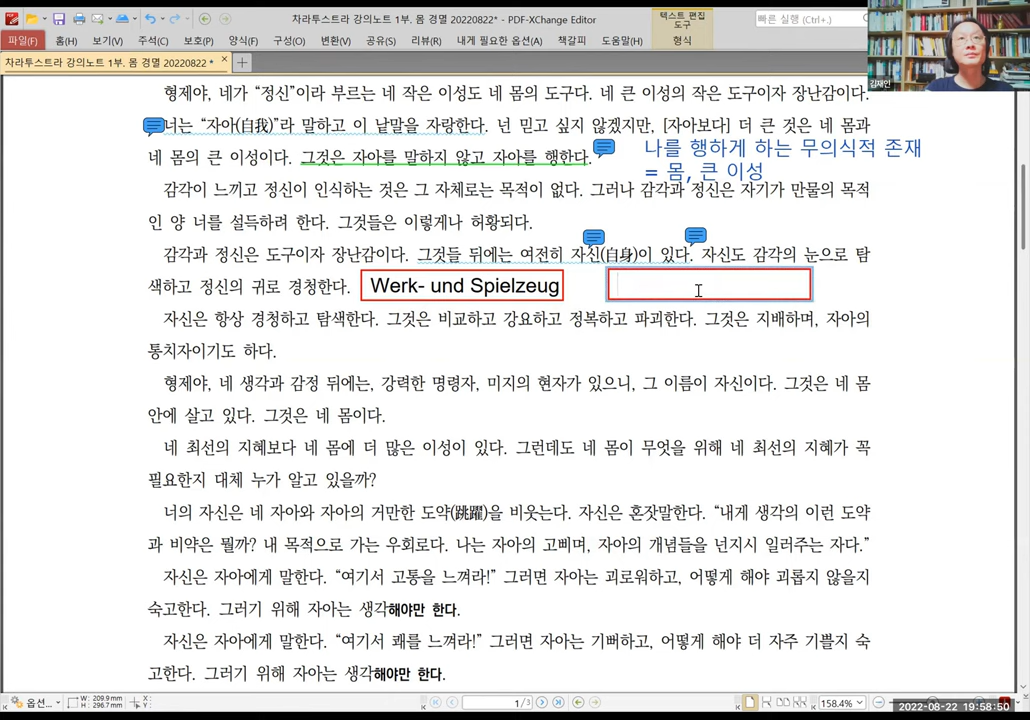 차라투스트라 강의노트 1부. 몸 경멸 20220822* - PDF-XChange Editor
텍스트 편집
도구
빠른 실행 (Ctrl+.)
파일(F) 홈(H) 보기(V) 주석(C) 보호(P) 양식(F) 구성(O) 변환(V) 공유(S) 리뷰(R) 내게 필요한 옵션(A) 책갈피 도움말(H) 형식
차라투스트라 강의노트 1부. 몸 경멸 20220822 *
김재인
형제야, 네가 “정신”이라 부르는 네 작은 이성도 네 몸의 도구다. 네 큰 이성의 작은 도구이자 장난감이다.
너는 “자아(自我)”라 말하고 이 낱말을 자랑한다. 넌 믿고 싶지 않겠지만, [자아보다] 더 큰 것은 네 몸과
네 몸의 큰 이성이다. 그것은 자아를 말하지 않고 자아를 행한다.
나를 행하게 하는 무의식적 존재
= 몸, 큰 이성
감각이 느끼고 정신이 인식하는 것은 그 자체로는 목적이 없다. 그러나 감각과 정신은 자기가 만물의 목적
인 양 너를 설득하려 한다. 그것들은 이렇게나 허황되다.
감각과 정신은 도구이자 장난감이다. 그것들 뒤에는 여전히 자신(自身)이 있다. 자신도 감각의 눈으로 탐
색하고 정신의 귀로 경청한다.
Werk- und Spielzeug
자신은 항상 경청하고 탐색한다. 그것은 비교하고 강요하고 정복하고 파괴한다. 그것은 지배하며, 자아의
통치자이기도 하다.
형제야, 네 생각과 감정 뒤에는, 강력한 명령자, 미지의 현자가 있으니, 그 이름이 자신이다. 그것은 네 몸
안에 살고 있다. 그것은 네 몸이다.
네 최선의 지혜보다 네 몸에 더 많은 이성이 있다. 그런데도 네 몸이 무엇을 위해 네 최선의 지혜가 꼭
필요한지 대체 누가 알고 있을까?
너의 자신은 네 자아와 자아의 거만한 도약(跳躍)을 비웃는다. 자신은 혼잣말한다. “내게 생각의 이런 도약
과 비약은 뭘까? 내 목적으로 가는 우회로다. 나는 자아의 고삐며, 자아의 개념들을 넌지시 일러주는 자다.”
자신은 자아에게 말한다. “여기서 고통을 느껴라!” 그러면 자아는 괴로워하고, 어떻게 해야 괴롭지 않을지
숙고한다. 그러기 위해 자아는 생각해야만 한다.
자신은 자아에게 말한다. “여기서 쾌를 느껴라!” 그러면 자아는 기뻐하고, 어떻게 해야 더 자주 기쁠지 숙
고한다. 그러기 위해 자아는 생각해야만 한다.
옵션... W: 209.9 mm H: 296.7 mm X: Y: 1/3 158.4%
2022-08-22 19:58:50